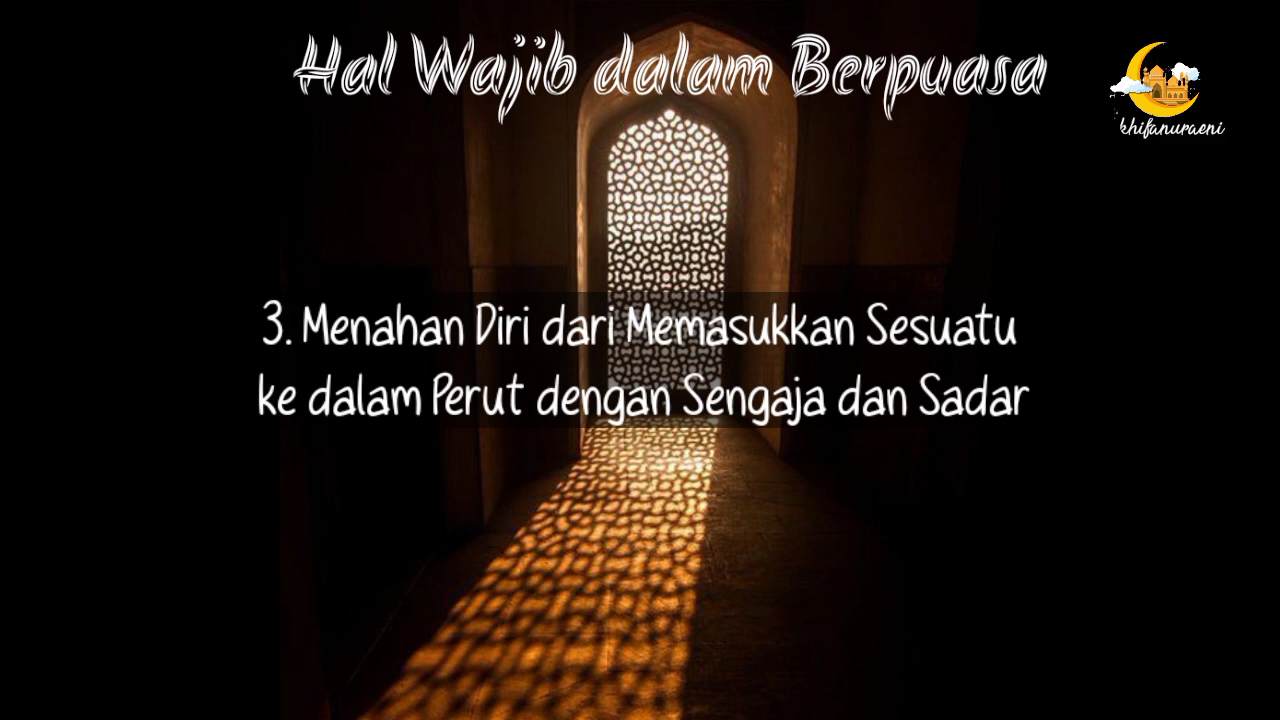 Hal Wajib dalam Berpuasa
khifanuraeni
3. Menahan Diri dari Memasukkan Sesuatu
ke dalam Perut dengan Sengaja dan Sadar